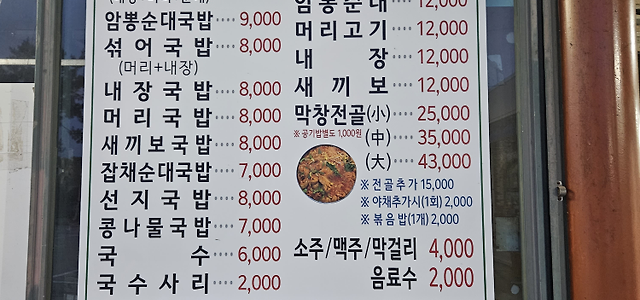 암뽕순대국밥···· 9,000
섞어국밥···· 8,000
(머리+내장)
내장국밥···· 8,000
머리국밥···· 8,000
새끼보국밥···· 8,000
잡채순대국밥···· 7,000
선지국밥···· 8,000
콩나물국밥···· 7,000
국수···· 6,000
국수사리···· 2,000
암뽕순대···· 12,000
머리고기···· 12,000
내장···· 12,000
새끼보···· 12,000
막창전골(小)···· 25,000
※ 공기밥별도 1,000원 (中)···· 35,000
(大)···· 43,000
※ 전골추가 15,000
※ 야채추가시(1회) 2,000
※ 볶음밥(1개) 2,000
소주/맥주/막걸리 4,000
음료수 2,000